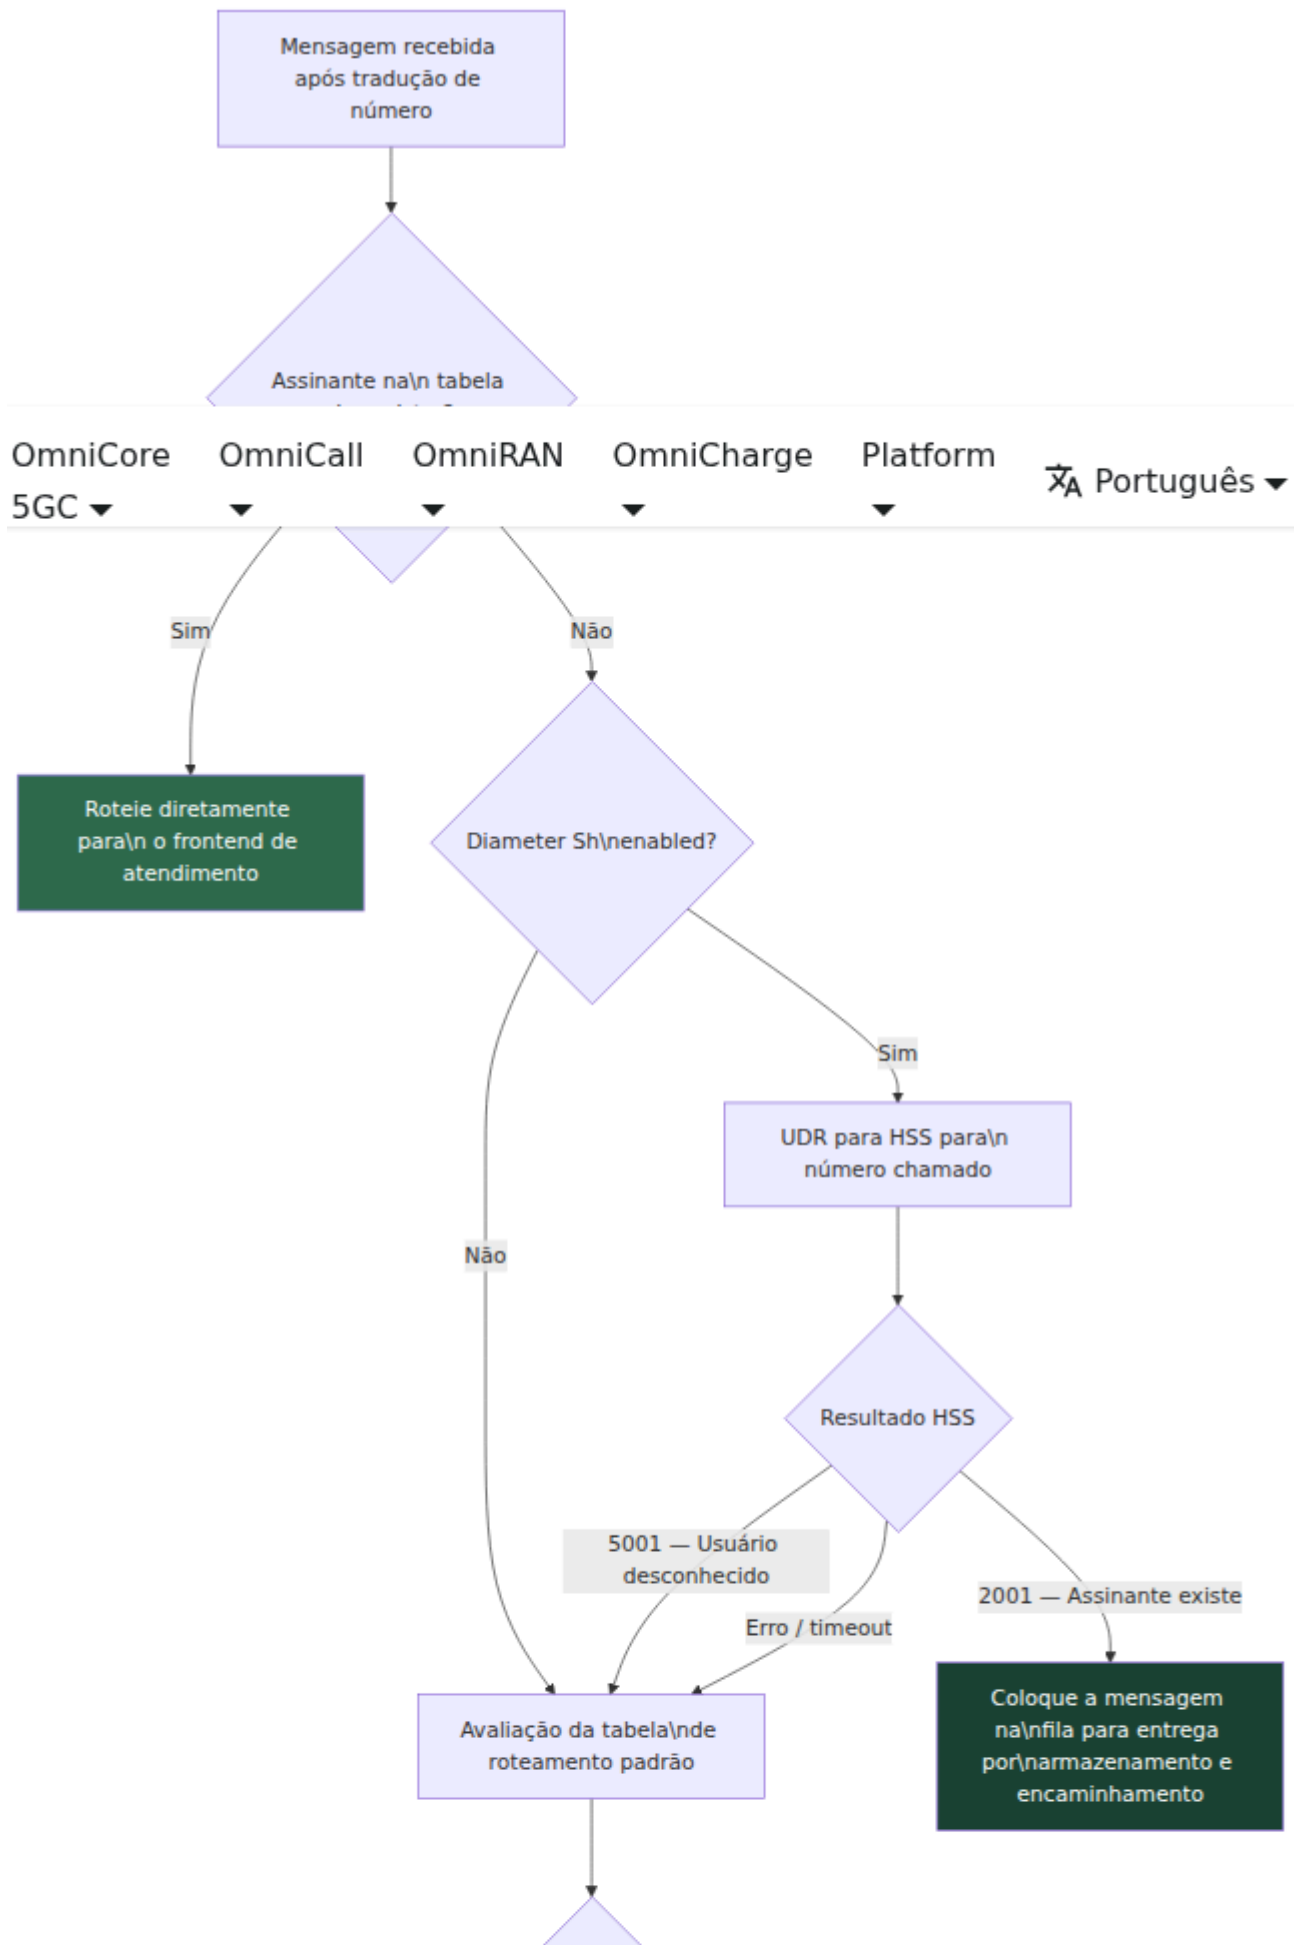 Mensagem recebida
após tradução de
número
Assinante na\n tabela
OmniCore
5GC
OmniCall
OmniRAN
OmniCharge
Platform
Português
Sim
Não
Roteie diretamente
para\n o frontend de
atendimento
Diameter Sh\nenabled?
Sim
UDR para HSS para\n
número chamado
Não
Resultado HSS
5001 — Usuário
desconhecido
Erro / timeout
2001 — Assinante existe
Avaliação da tabela\nde
roteamento padrão
Coloque a mensagem
na\nfila para entrega
por\narmazenamento e
encaminhamento